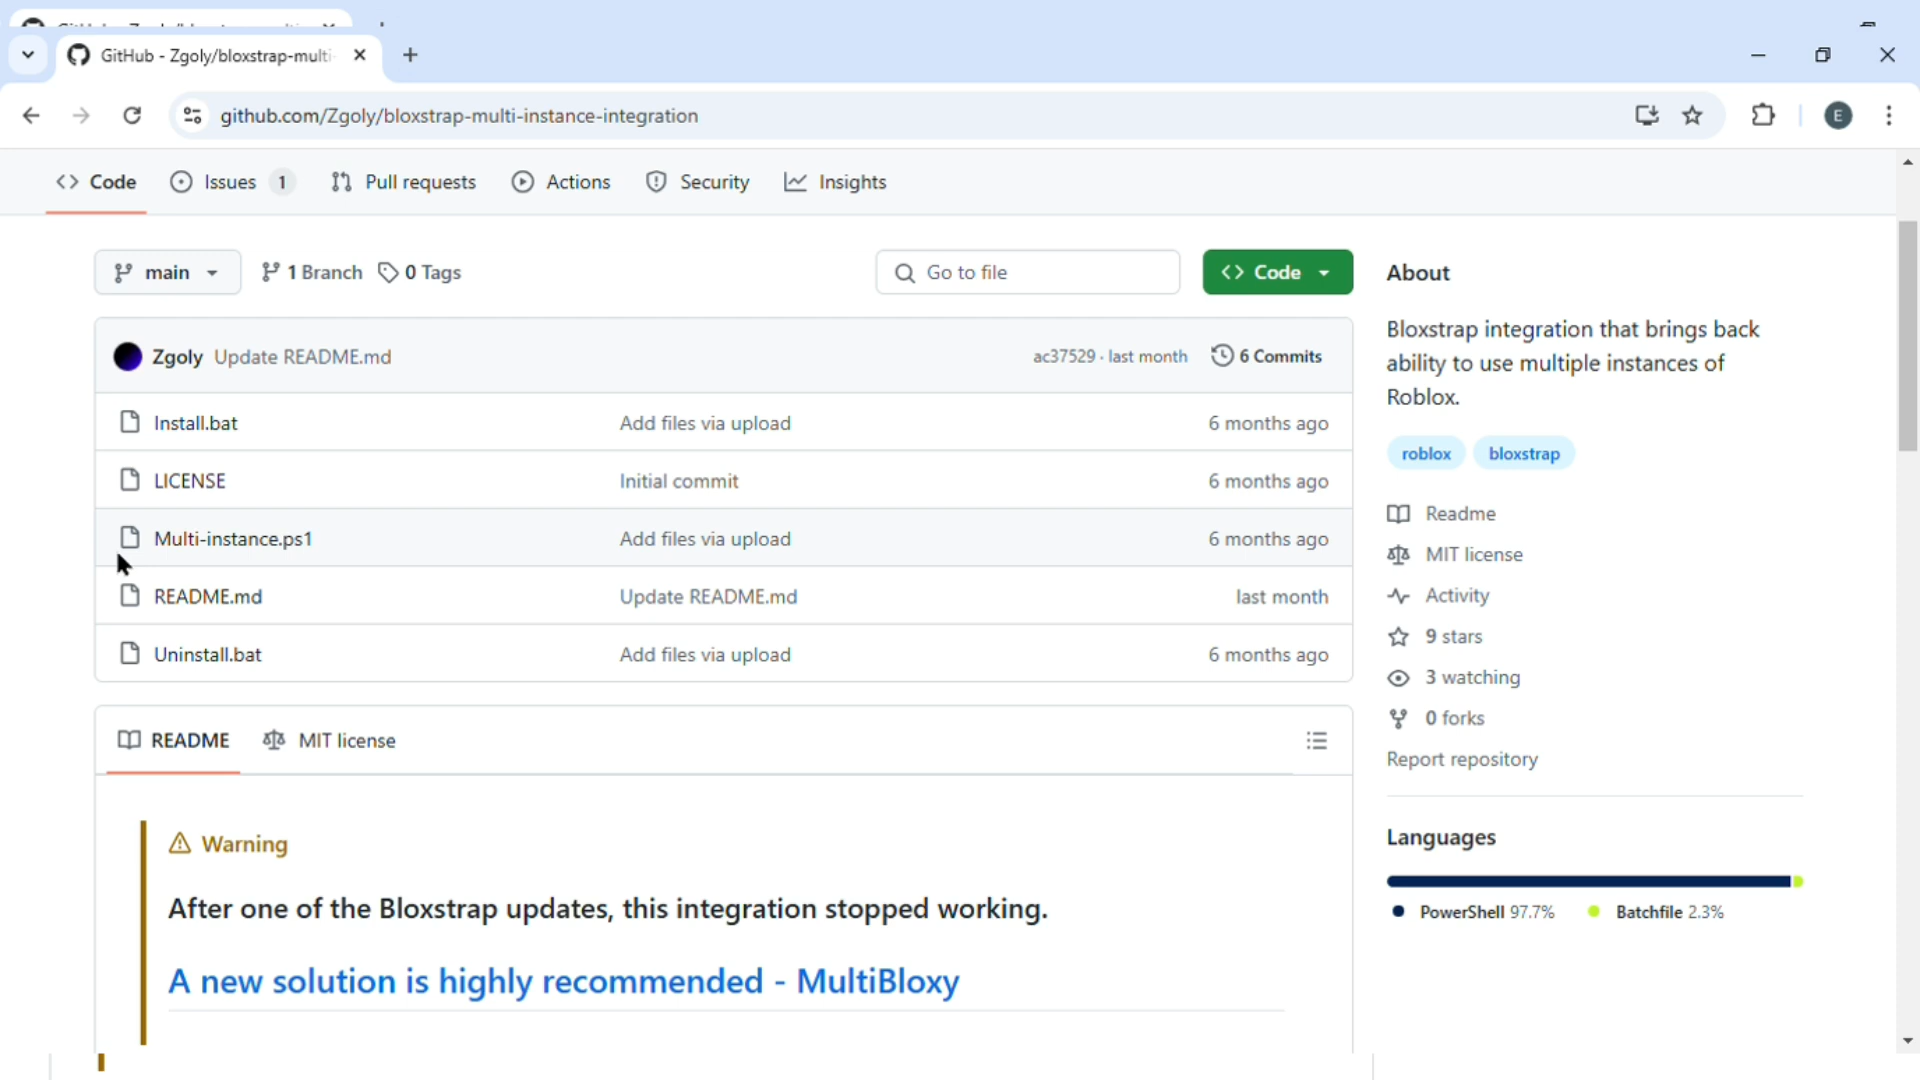 GitHub - Zgoly/bloxstrap-multi-
github.com/Zgoly/bloxstrap-multi-instance-integration
E
Code
Issues 1
Pull requests
Actions
Security
Insights
main
1 Branch
0 Tags
Go to file
Code
Zgoly Update README.md ac37529 · last month 6 Commits
Install.bat Add files via upload 6 months ago
LICENSE Initial commit 6 months ago
Multi-instance.ps1 Add files via upload 6 months ago
README.md Update README.md last month
Uninstall.bat Add files via upload 6 months ago
README MIT license
Warning
After one of the Bloxstrap updates, this integration stopped working.
A new solution is highly recommended - MultiBloxy
About
Bloxstrap integration that brings back
ability to use multiple instances of
Roblox.
roblox bloxstrap
Readme
MIT license
Activity
9 stars
3 watching
0 forks
Report repository
Languages
PowerShell 97.7% Batchfile 2.3%